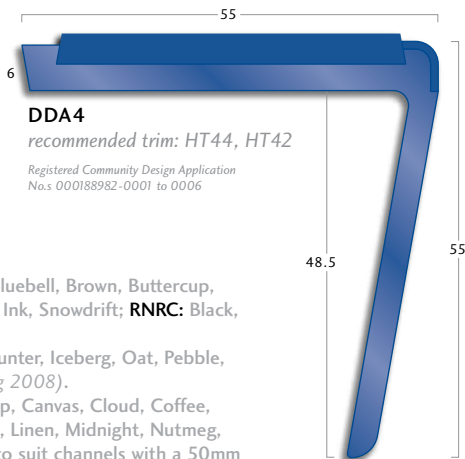 55
6
DDA4
recommended trim: HT44, HT42
Registered Community Design Application
No.s 000188982-0001 to 0006
48.5
55
Bluebell, Brown, Buttercup,
Ink, Snowdrift; RNRC: Black,
Iceberg, Oat, Pebble,
2008).
Canvas, Cloud, Coffee,
Linen, Midnight, Nutmeg,
to suit channels with a 50mm